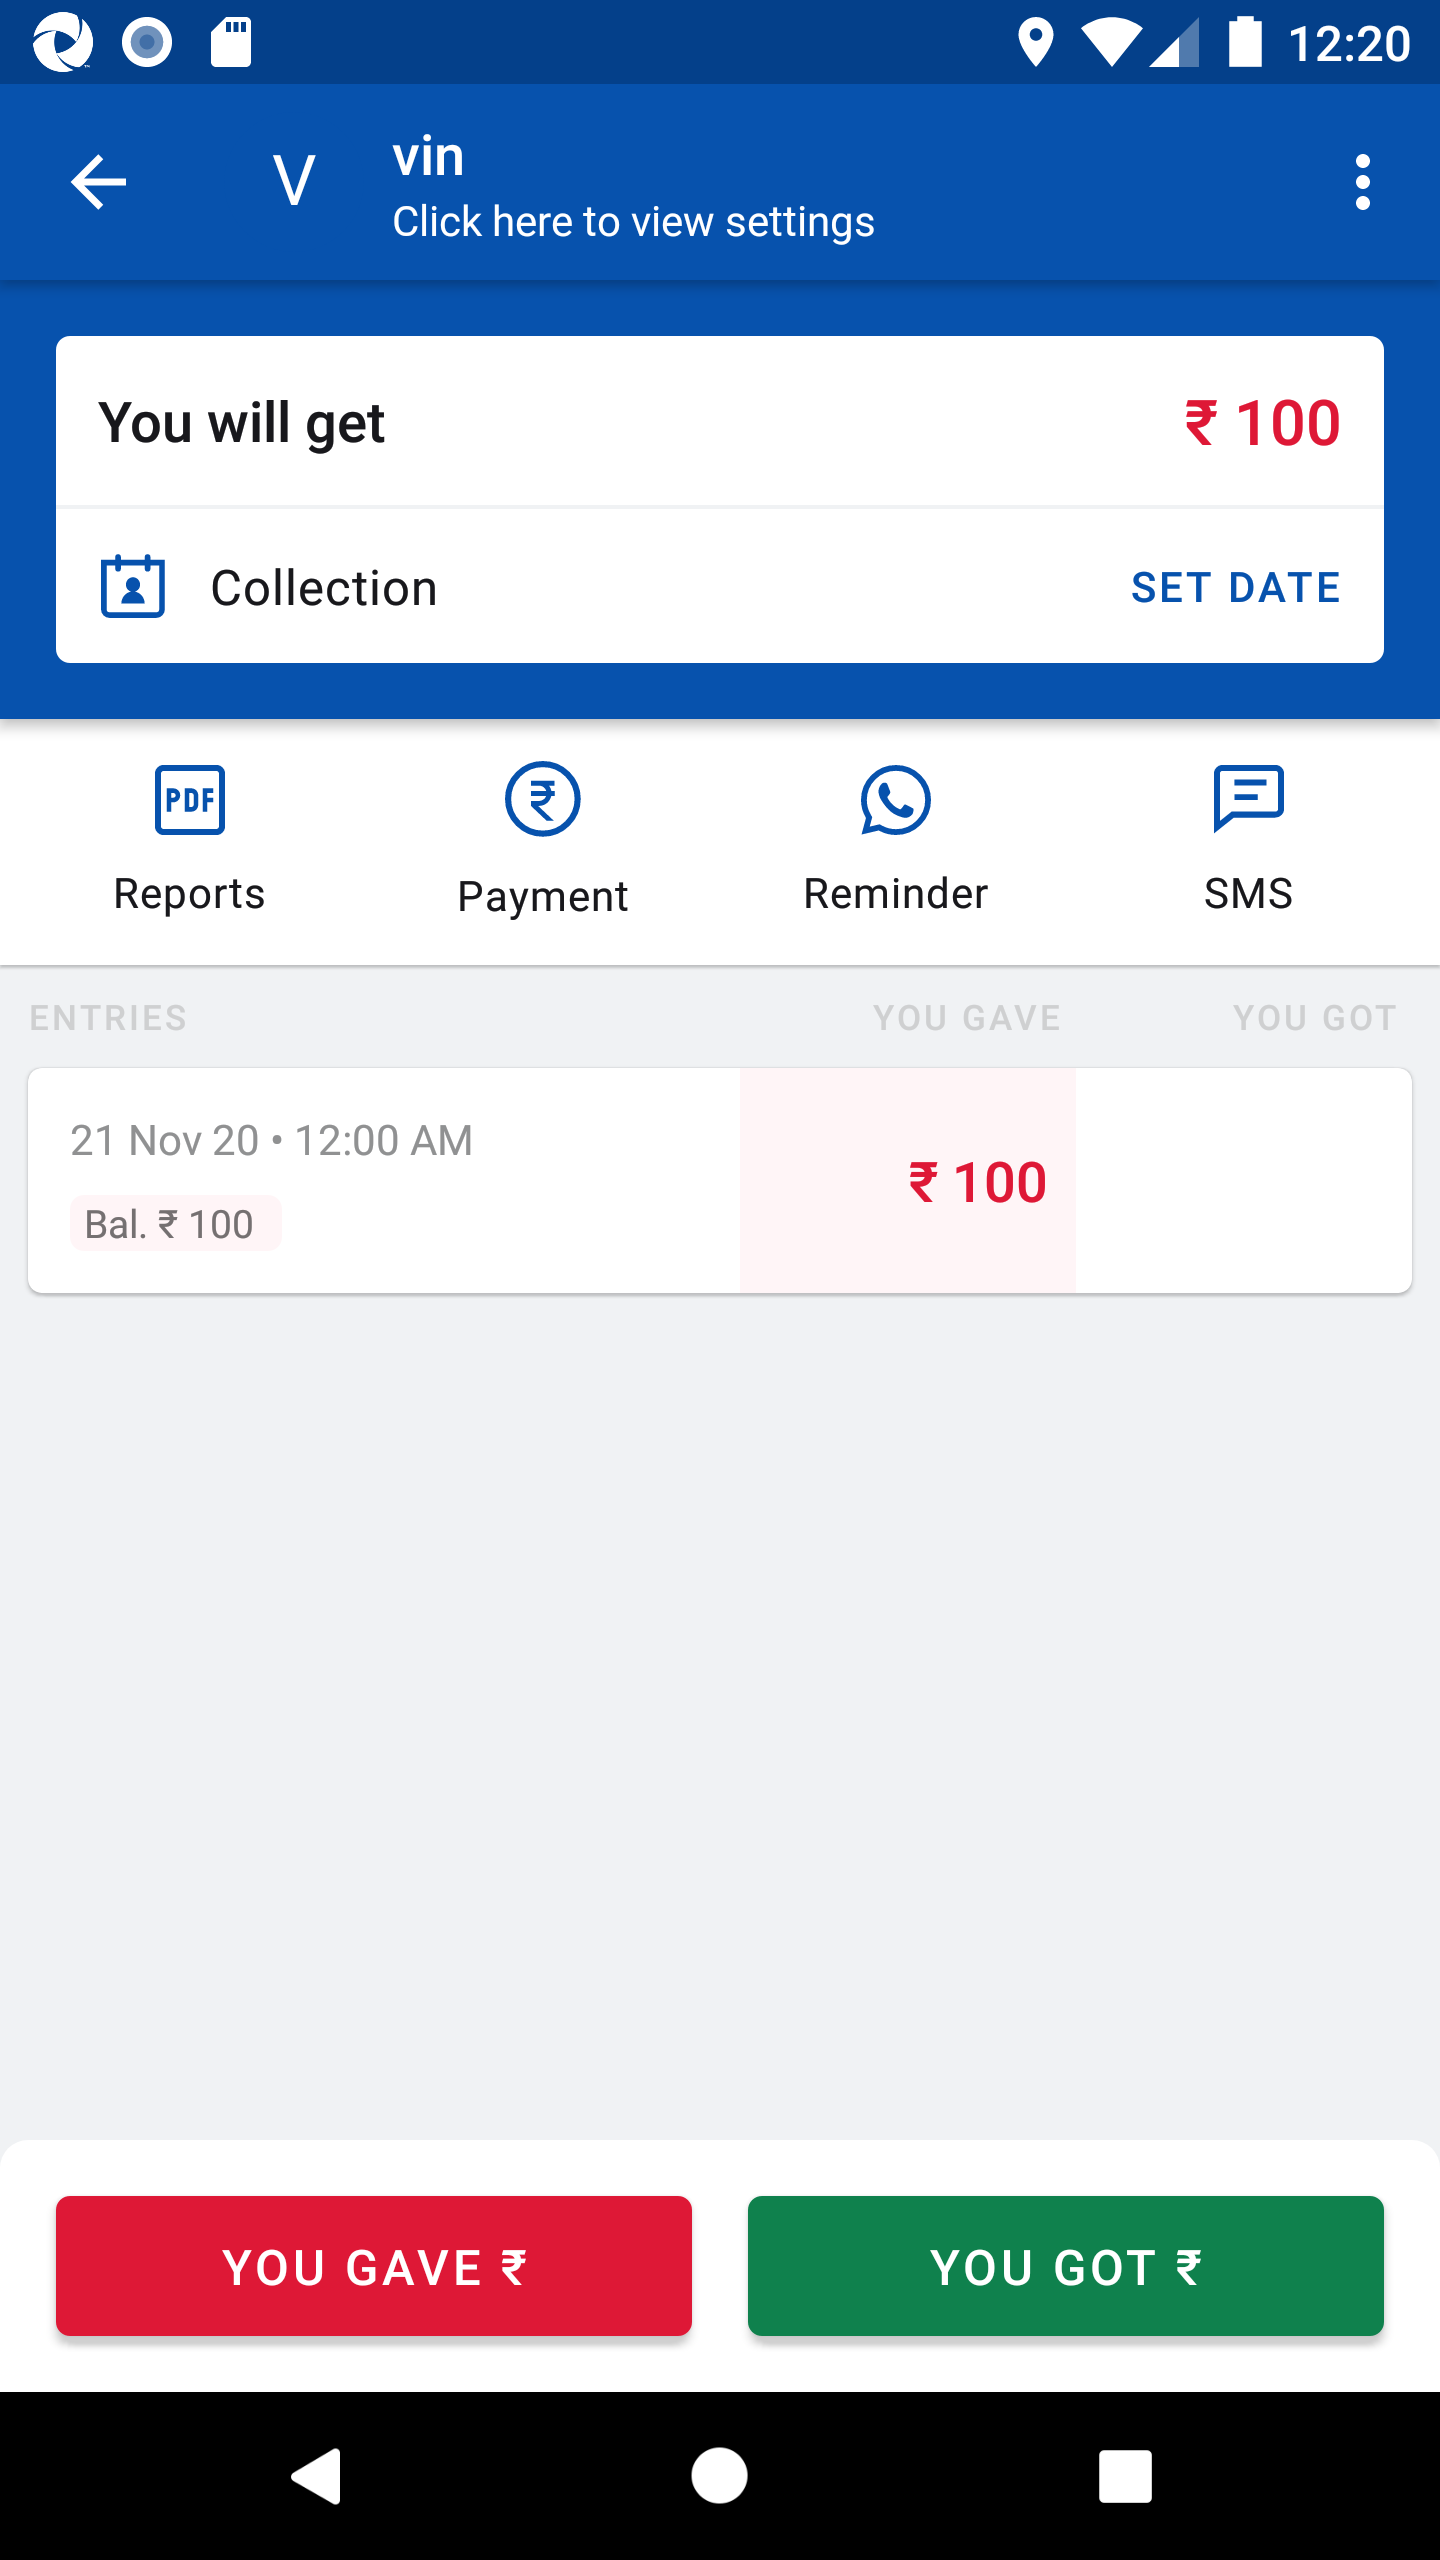 12:20
V
vin
Click here to view settings
You will get
₹ 100
Collection
SET DATE
PDF
₹
Reports
Payment
Reminder
SMS
ENTRIES
YOU GAVE
YOU GOT
21 Nov 20 • 12:00 AM
₹ 100
Bal. ₹ 100
YOU GAVE ₹
YOU GOT ₹